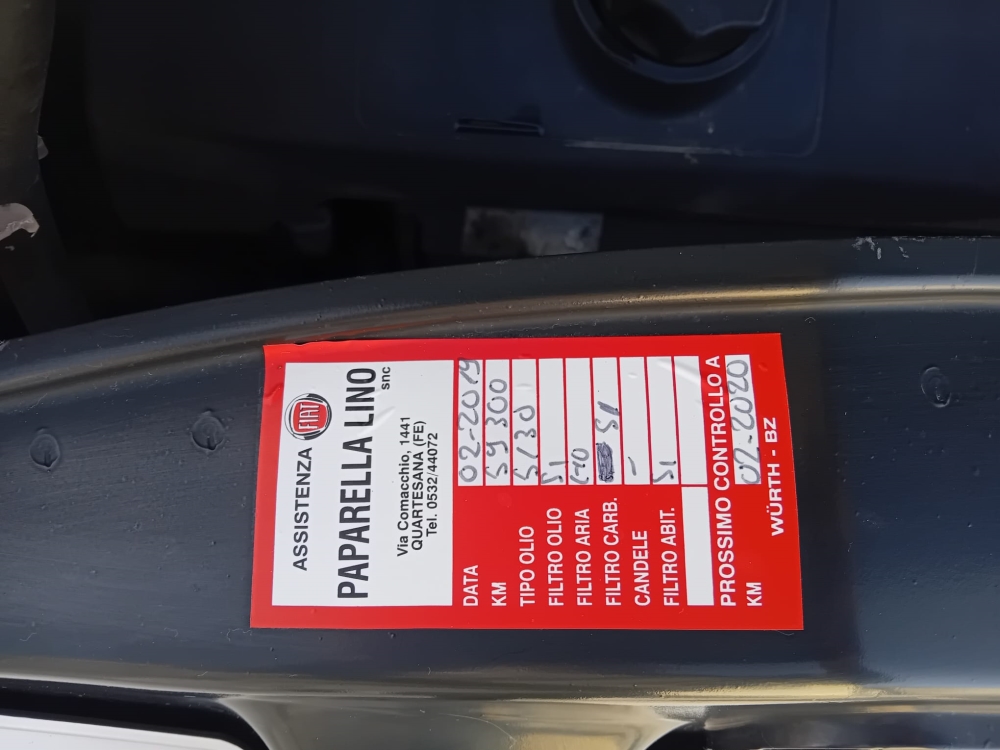 ASSISTENZA FIAT
PAPARELLA LINO
snc
Via Comacchio, 1441
QUARTESANA (FE)
Tel. 0532/44072
DATA 02-2019
KM 59300
TIPO OLIO 5/30
FILTRO OLIO SI
FILTRO ARIA NO
FILTRO CARB. SI
CANDELE -
FILTRO ABIT. SI
PROSSIMO CONTROLLO A
KM 02-2020
WÜRTH - BZ